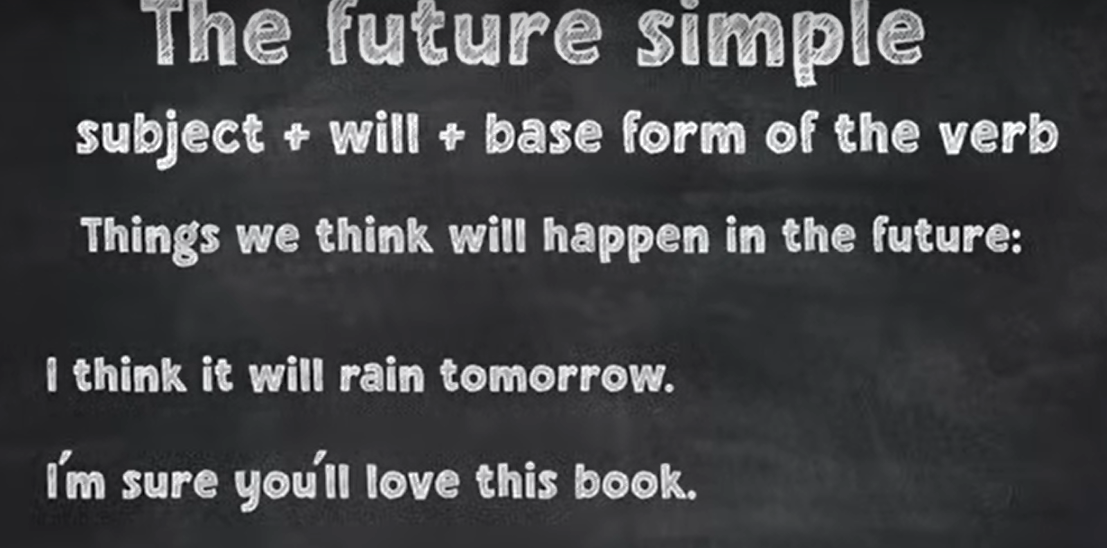 The future simple
subject + will + base form of the verb
Things we think will happen in the future:
I think it will rain tomorrow.
I'm sure you'll love this book.